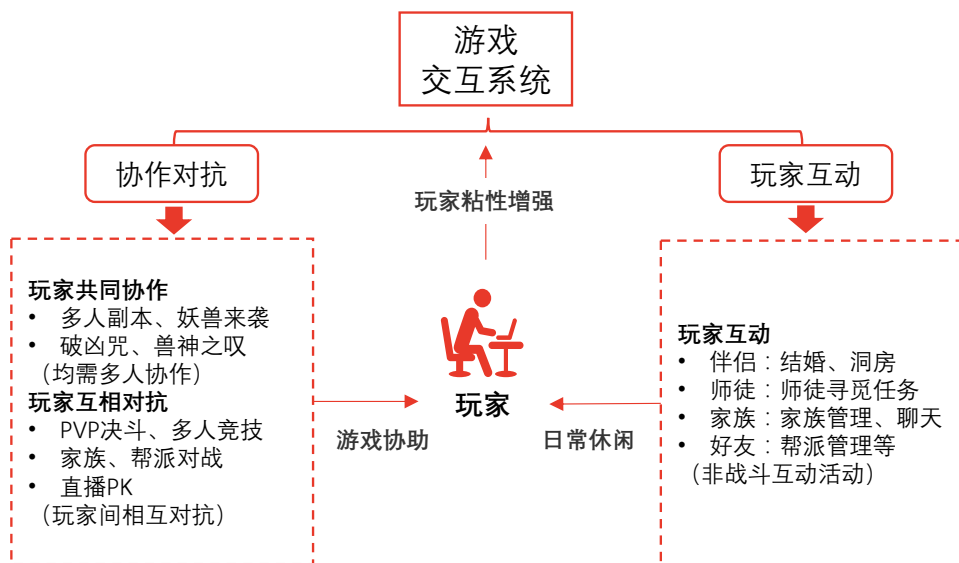 游戏
交互系统
协作对抗
玩家互动
玩家粘性增强
玩家共同协作
• 多人副本、妖兽来袭
• 破凶咒、兽神之叹
（均需多人协作）
玩家互相对抗
• PVP决斗、多人竞技
• 家族、帮派对战
• 直播PK
（玩家间相互对抗）
游戏协助
玩家
日常休闲
玩家互动
• 伴侣：结婚、洞房
• 师徒：师徒寻觅任务
• 家族：家族管理、聊天
• 好友：帮派管理等
（非战斗互动活动）